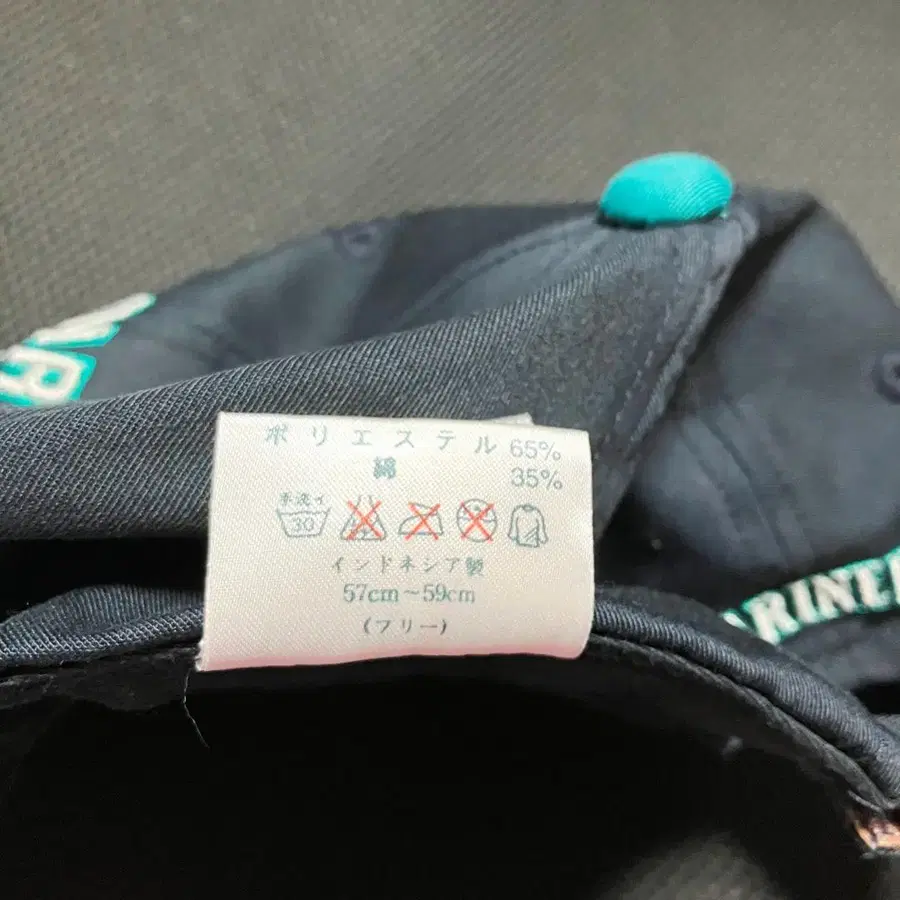 ポリエステル 65%
綿 35%
手洗イ
30
インドネシア製
57cm～59cm
(フリー)
ARINE